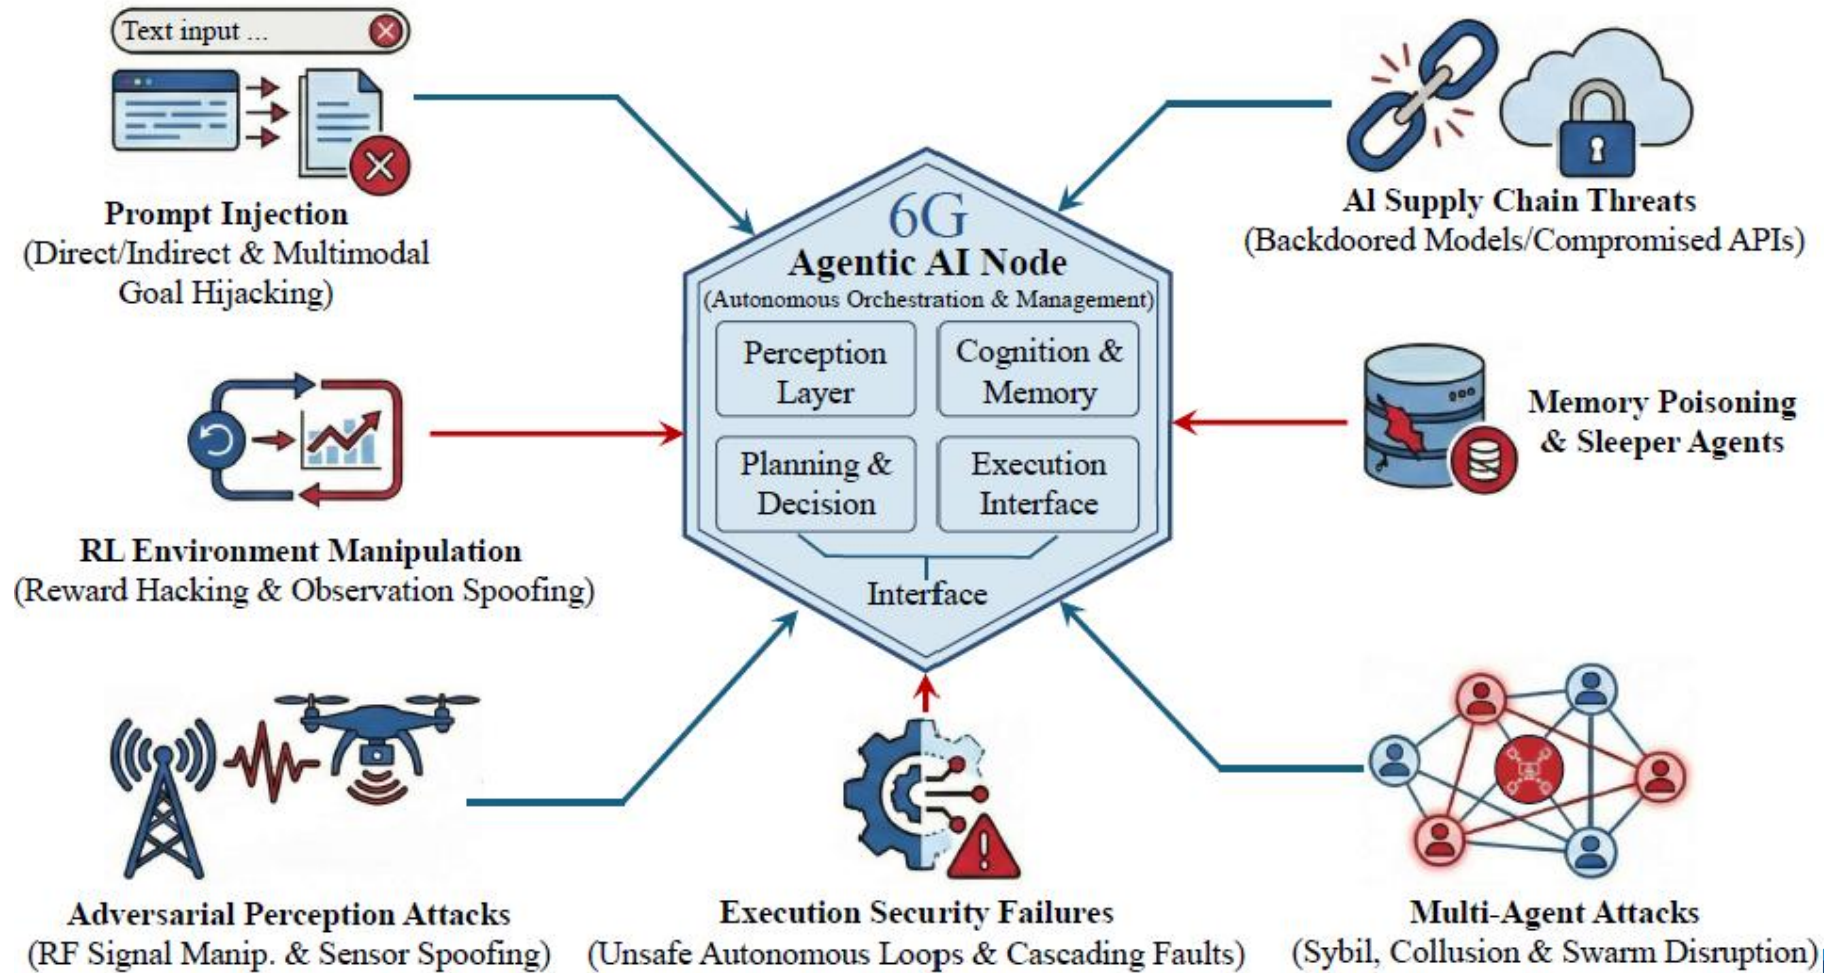 Text input ...
Prompt Injection
(Direct/Indirect & Multimodal
Goal Hijacking)
AI Supply Chain Threats
(Backdoored Models/Compromised APIs)
6G
Agentic AI Node
(Autonomous Orchestration & Management)
Perception
Layer
Cognition &
Memory
Planning &
Decision
Execution
Interface
Interface
RL Environment Manipulation
(Reward Hacking & Observation Spoofing)
Memory Poisoning
& Sleeper Agents
Adversarial Perception Attacks
(RF Signal Manip. & Sensor Spoofing)
Execution Security Failures
(Unsafe Autonomous Loops & Cascading Faults)
Multi-Agent Attacks
(Sybil, Collusion & Swarm Disruption)